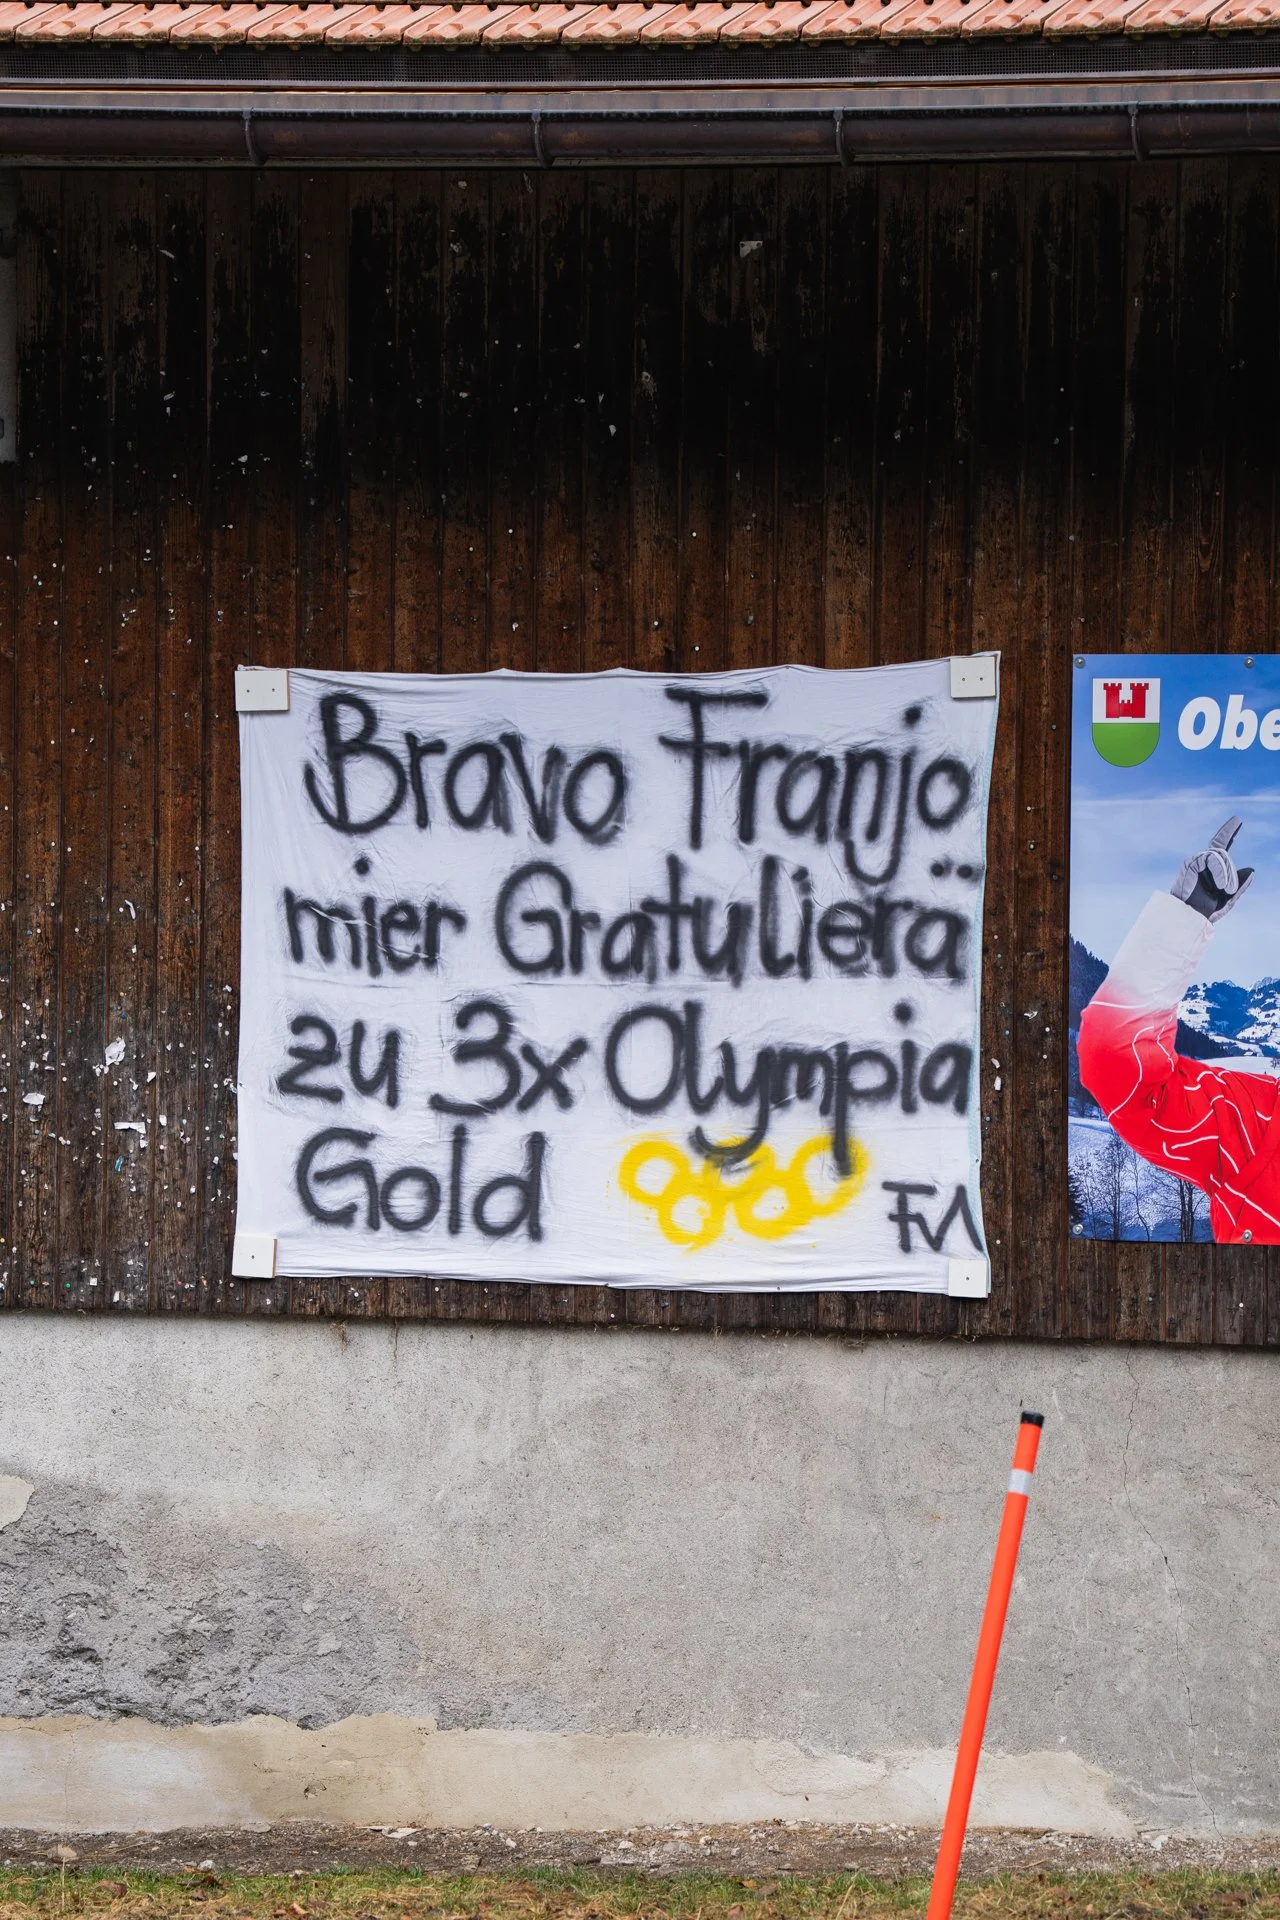 Bravo Franjo
mier Gratulierä
zu 3x Olympia
Gold
FM
Obe